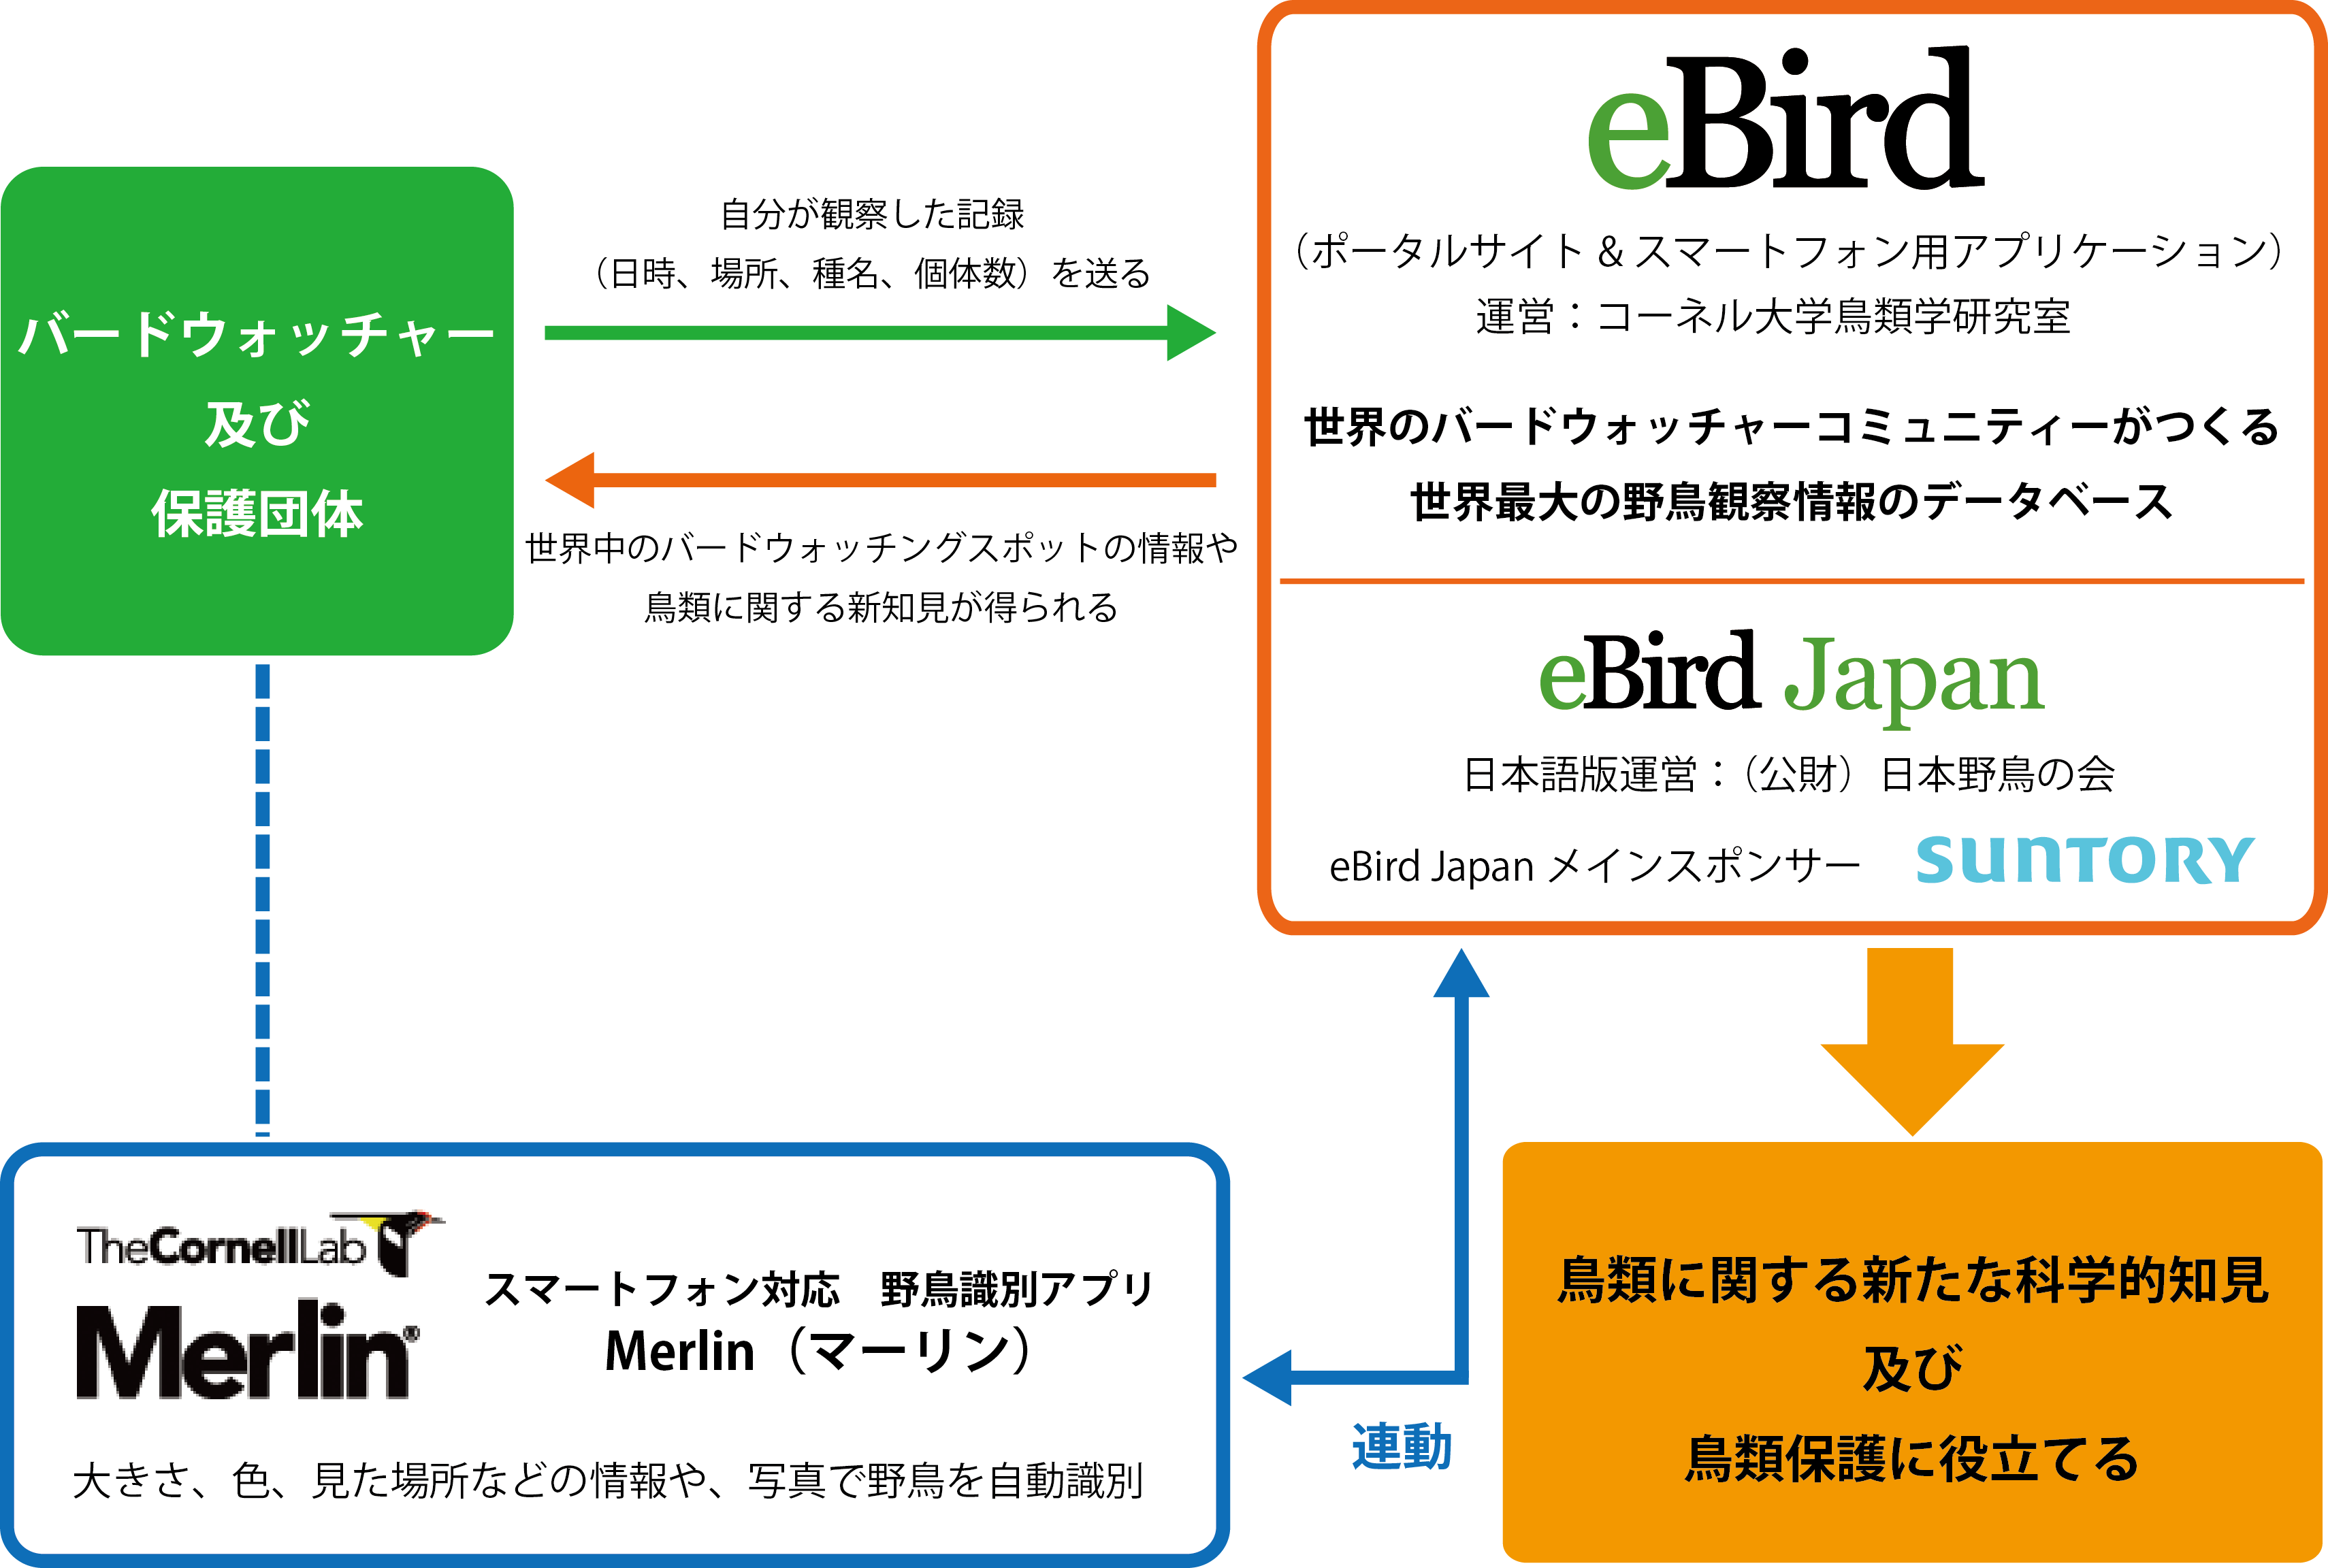 eBird
（ポータルサイト & スマートフォン用アプリケーション）
運営：コーネル大学鳥類学研究室
世界のバードウォッチャーコミュニティーがつくる
世界最大の野鳥観察情報のデータベース
eBird Japan
日本語版運営：（公財）日本野鳥の会
eBird Japan メインスポンサー SUNTORY
バードウォッチャー
及び
保護団体
自分が観察した記録
（日時、場所、種名、個体数）を送る
世界中のバードウォッチングスポットの情報や
鳥類に関する新知見が得られる
TheCornellLab
Merlin®
スマートフォン対応　野鳥識別アプリ
Merlin（マーリン）
大きさ、色、見た場所などの情報や、写真で野鳥を自動識別
連動
鳥類に関する新たな科学的知見
及び
鳥類保護に役立てる